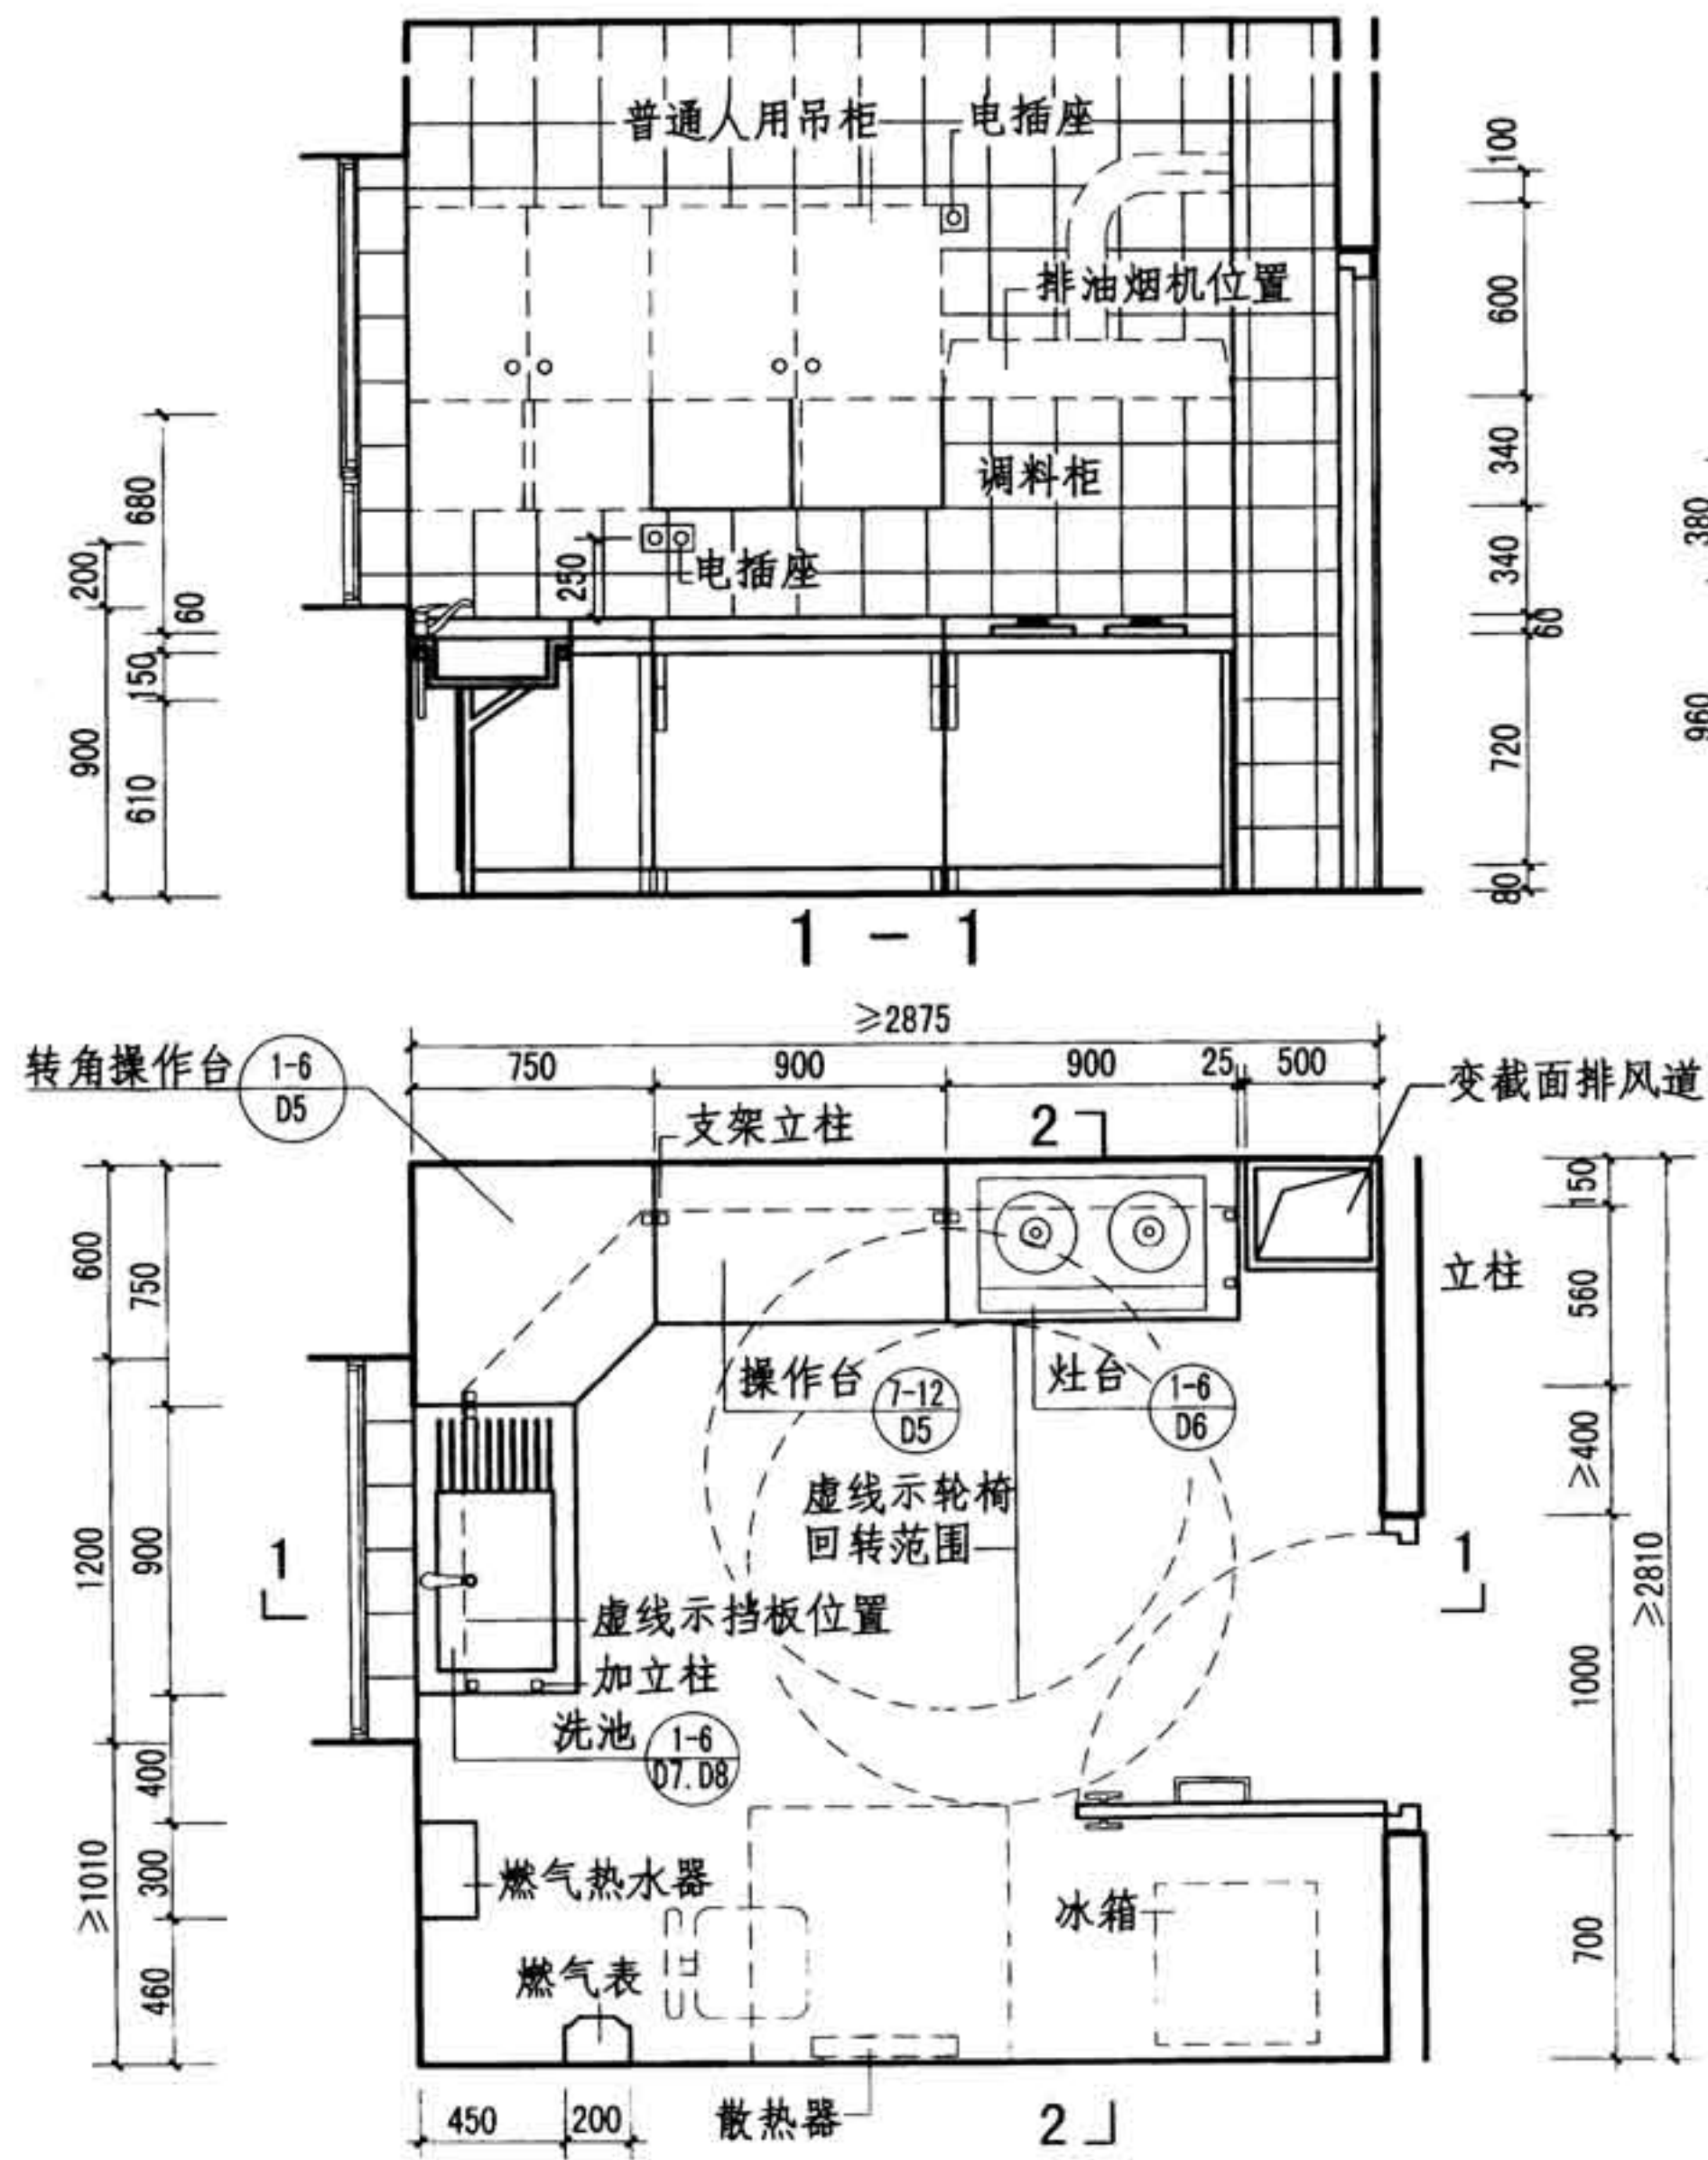 普通人用吊柜
电插座
100
排油烟机位置
600
340
调料柜
680
380
200
250
电插座
340
60
60
150
900
610
720
960
80
1 - 1
≥2875
转角操作台
1-6
D5
750
900
900
25
500
变截面排风道
支架立柱
2
150
600
750
立柱
560
操作台
7-12
D5
灶台
1-6
D6
≥400
虚线示轮椅
回转范围
1
1200
900
1
≥2810
虚线示挡板位置
加立柱
洗池
1-6
D7.D8
1000
400
≥1010
300
燃气热水器
冰箱
700
460
燃气表
450
200
散热器
2